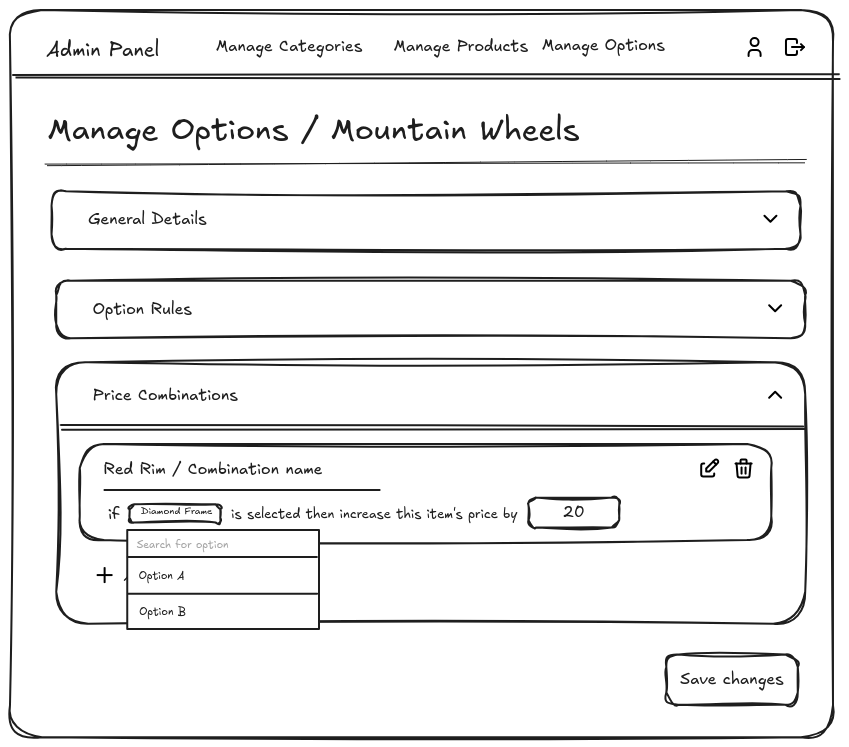 Admin Panel Manage Categories Manage Products Manage Options
Manage Options / Mountain Wheels
General Details
Option Rules
Price Combinations
Red Rim / Combination name
if Diamond Frame is selected then increase this item's price by 20
Search for option
Option A
Option B
Save changes